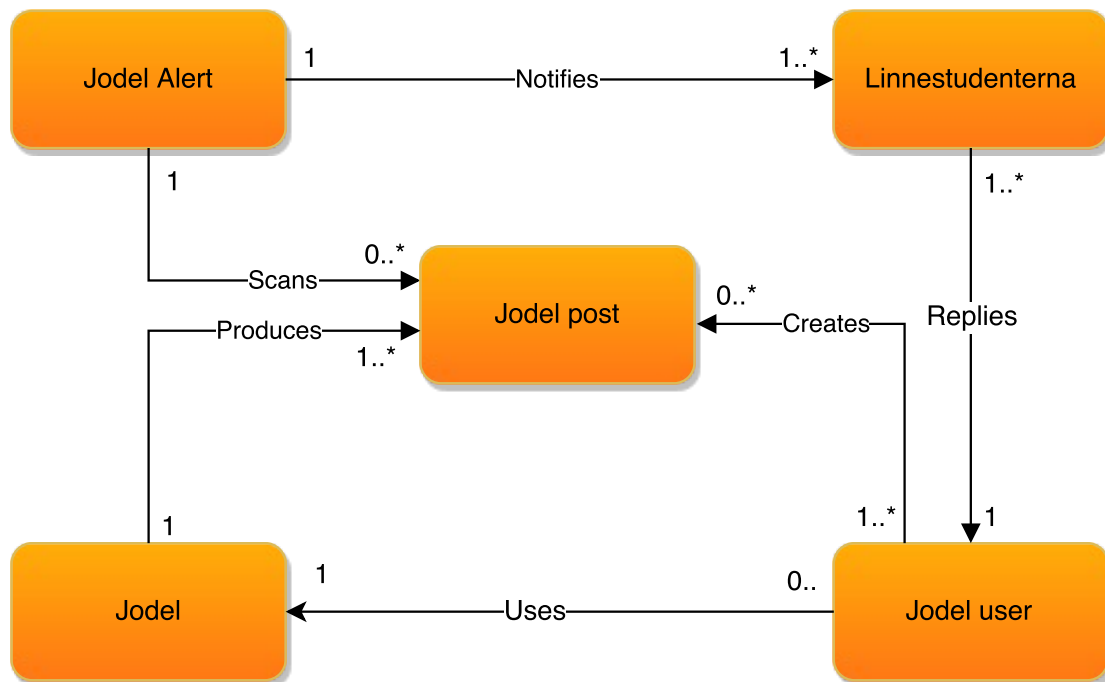 Jodel Alert
1
Notifies
1..*
Linnestudenterna
1
1..*
0..*
Scans
Jodel post
0..*
Creates
Replies
Produces
1..*
1
1..*
1
Jodel
1
Uses
0..
Jodel user